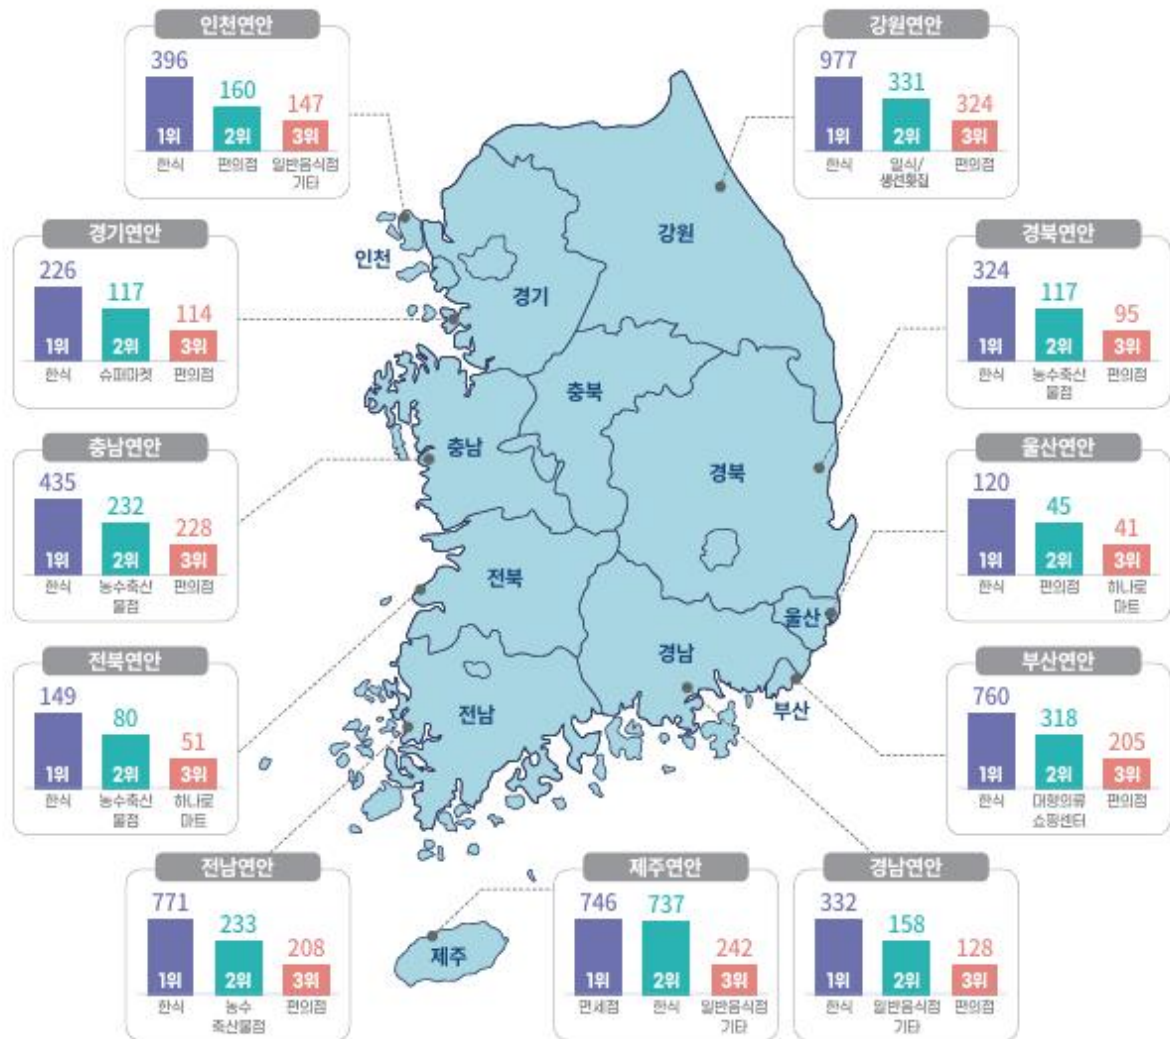 인천연안
396
160
147
1위
2위
3위
한식
편의점
일반음식점
기타
강원연안
977
331
324
1위
2위
3위
한식
일식/
생선횟집
편의점
경기연안
226
117
114
1위
2위
3위
한식
슈퍼마켓
편의점
경북연안
324
117
95
1위
2위
3위
한식
농수축산
물점
편의점
충남연안
435
232
228
1위
2위
3위
한식
농수축산
물점
편의점
울산연안
120
45
41
1위
2위
3위
한식
편의점
하나로
마트
전북연안
149
80
51
1위
2위
3위
한식
농수축산
물점
하나로
마트
부산연안
760
318
205
1위
2위
3위
한식
대형의류
쇼핑센터
편의점
전남연안
771
233
208
1위
2위
3위
한식
농수
축산물점
편의점
제주연안
746
737
242
1위
2위
3위
면세점
한식
일반음식점
기타
경남연안
332
158
128
1위
2위
3위
한식
일반음식점
기타
편의점
인천
강원
경기
충북
충남
경북
전북
울산
경남
부산
전남
제주